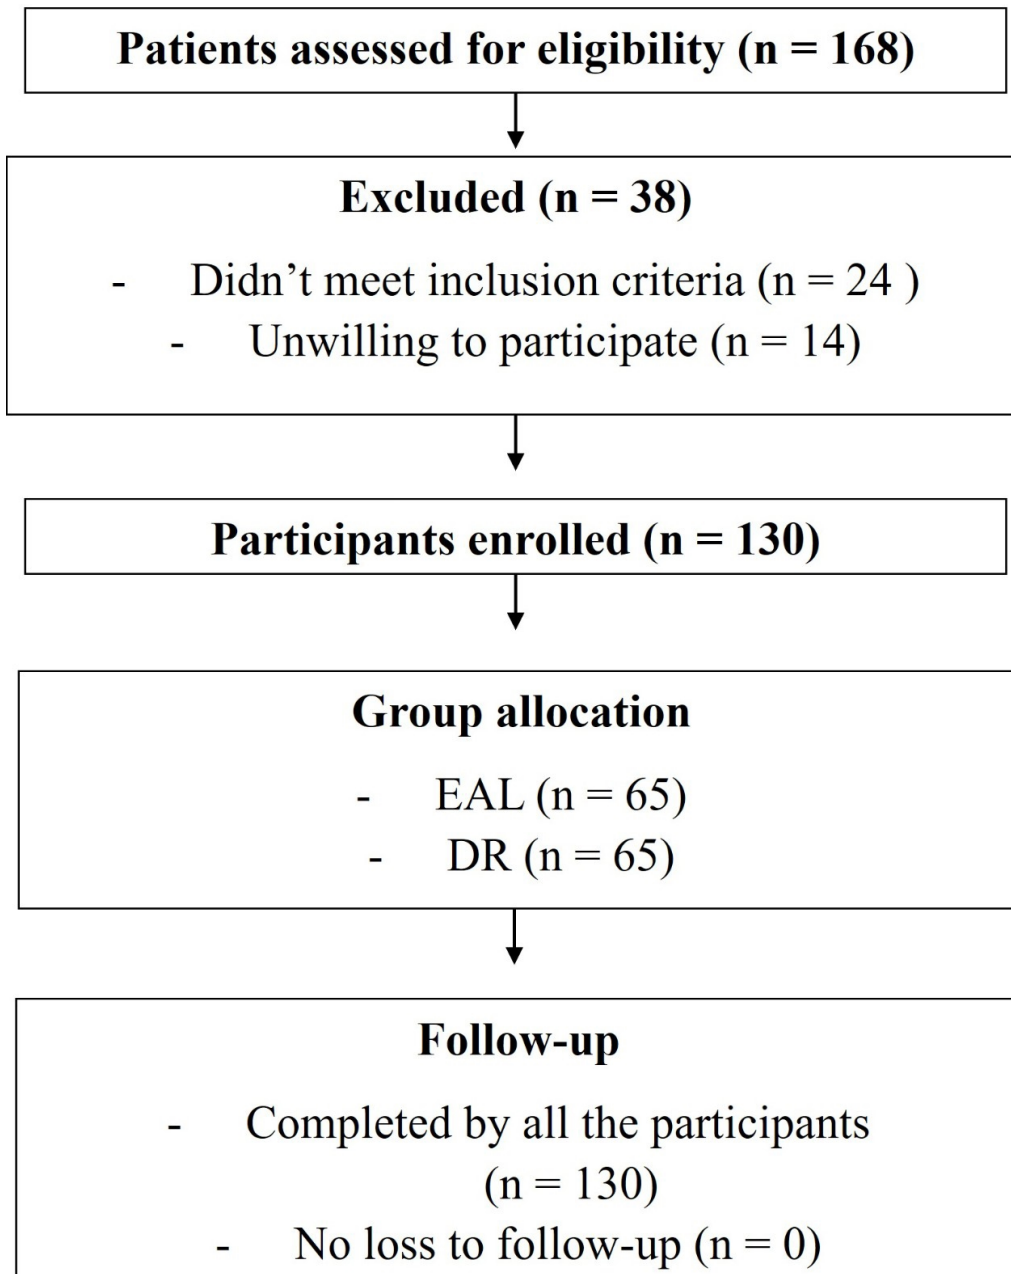 Patients assessed for eligibility (n = 168)
Excluded (n = 38)
- Didn’t meet inclusion criteria (n = 24 )
- Unwilling to participate (n = 14)
Participants enrolled (n = 130)
Group allocation
- EAL (n = 65)
- DR (n = 65)
Follow-up
- Completed by all the participants
(n = 130)
- No loss to follow-up (n = 0)